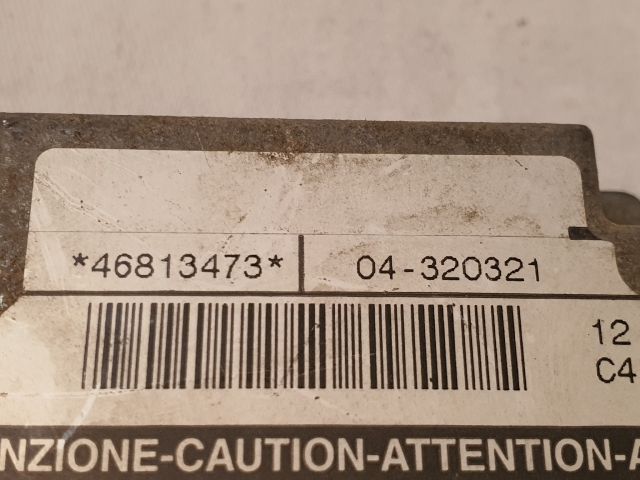 *46813473* 04-320321
12
C4
NZIONE-CAUTION-ATTENTION-A